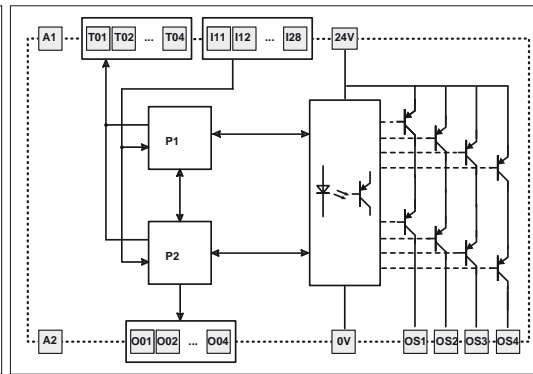 A1 T01 T02 ... T04 I11 I12 ... I28 24V
P1
P2
A2 O01 O02 ... O04 0V OS1 OS2 OS3 OS4